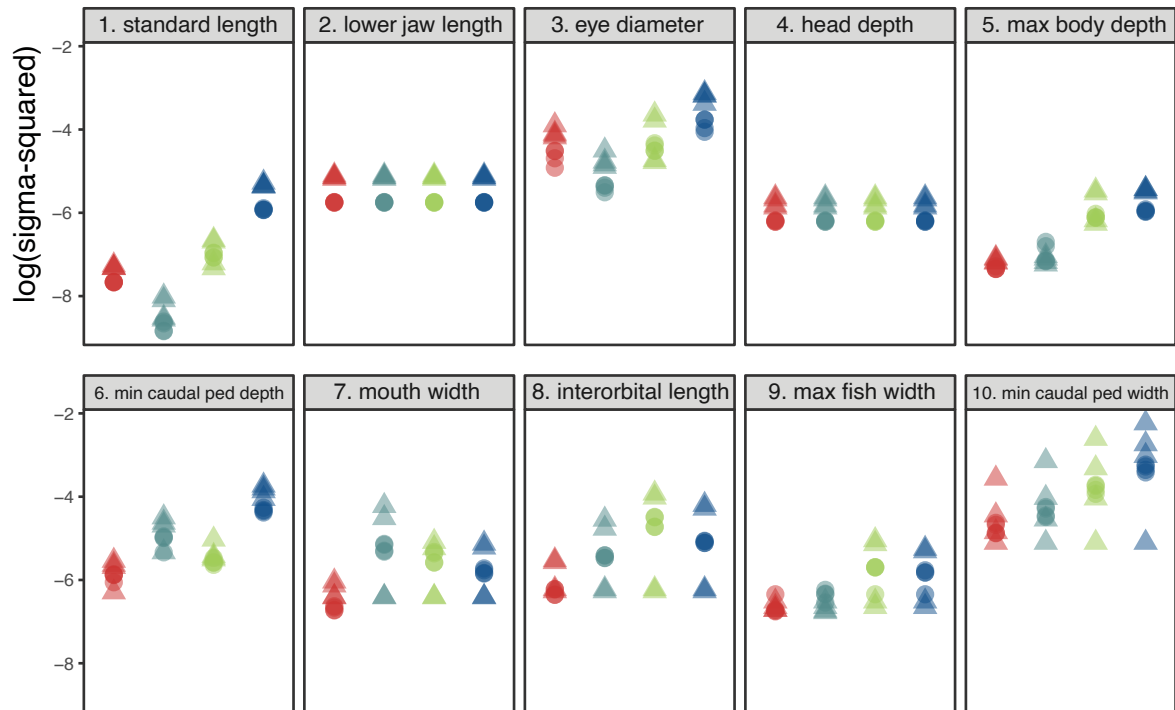 1. standard length
2. lower jaw length
3. eye diameter
4. head depth
5. max body depth
log(sigma-squared)
−2
−4
−6
−8
6. min caudal ped depth
7. mouth width
8. interorbital length
9. max fish width
10. min caudal ped width
−2
−4
−6
−8